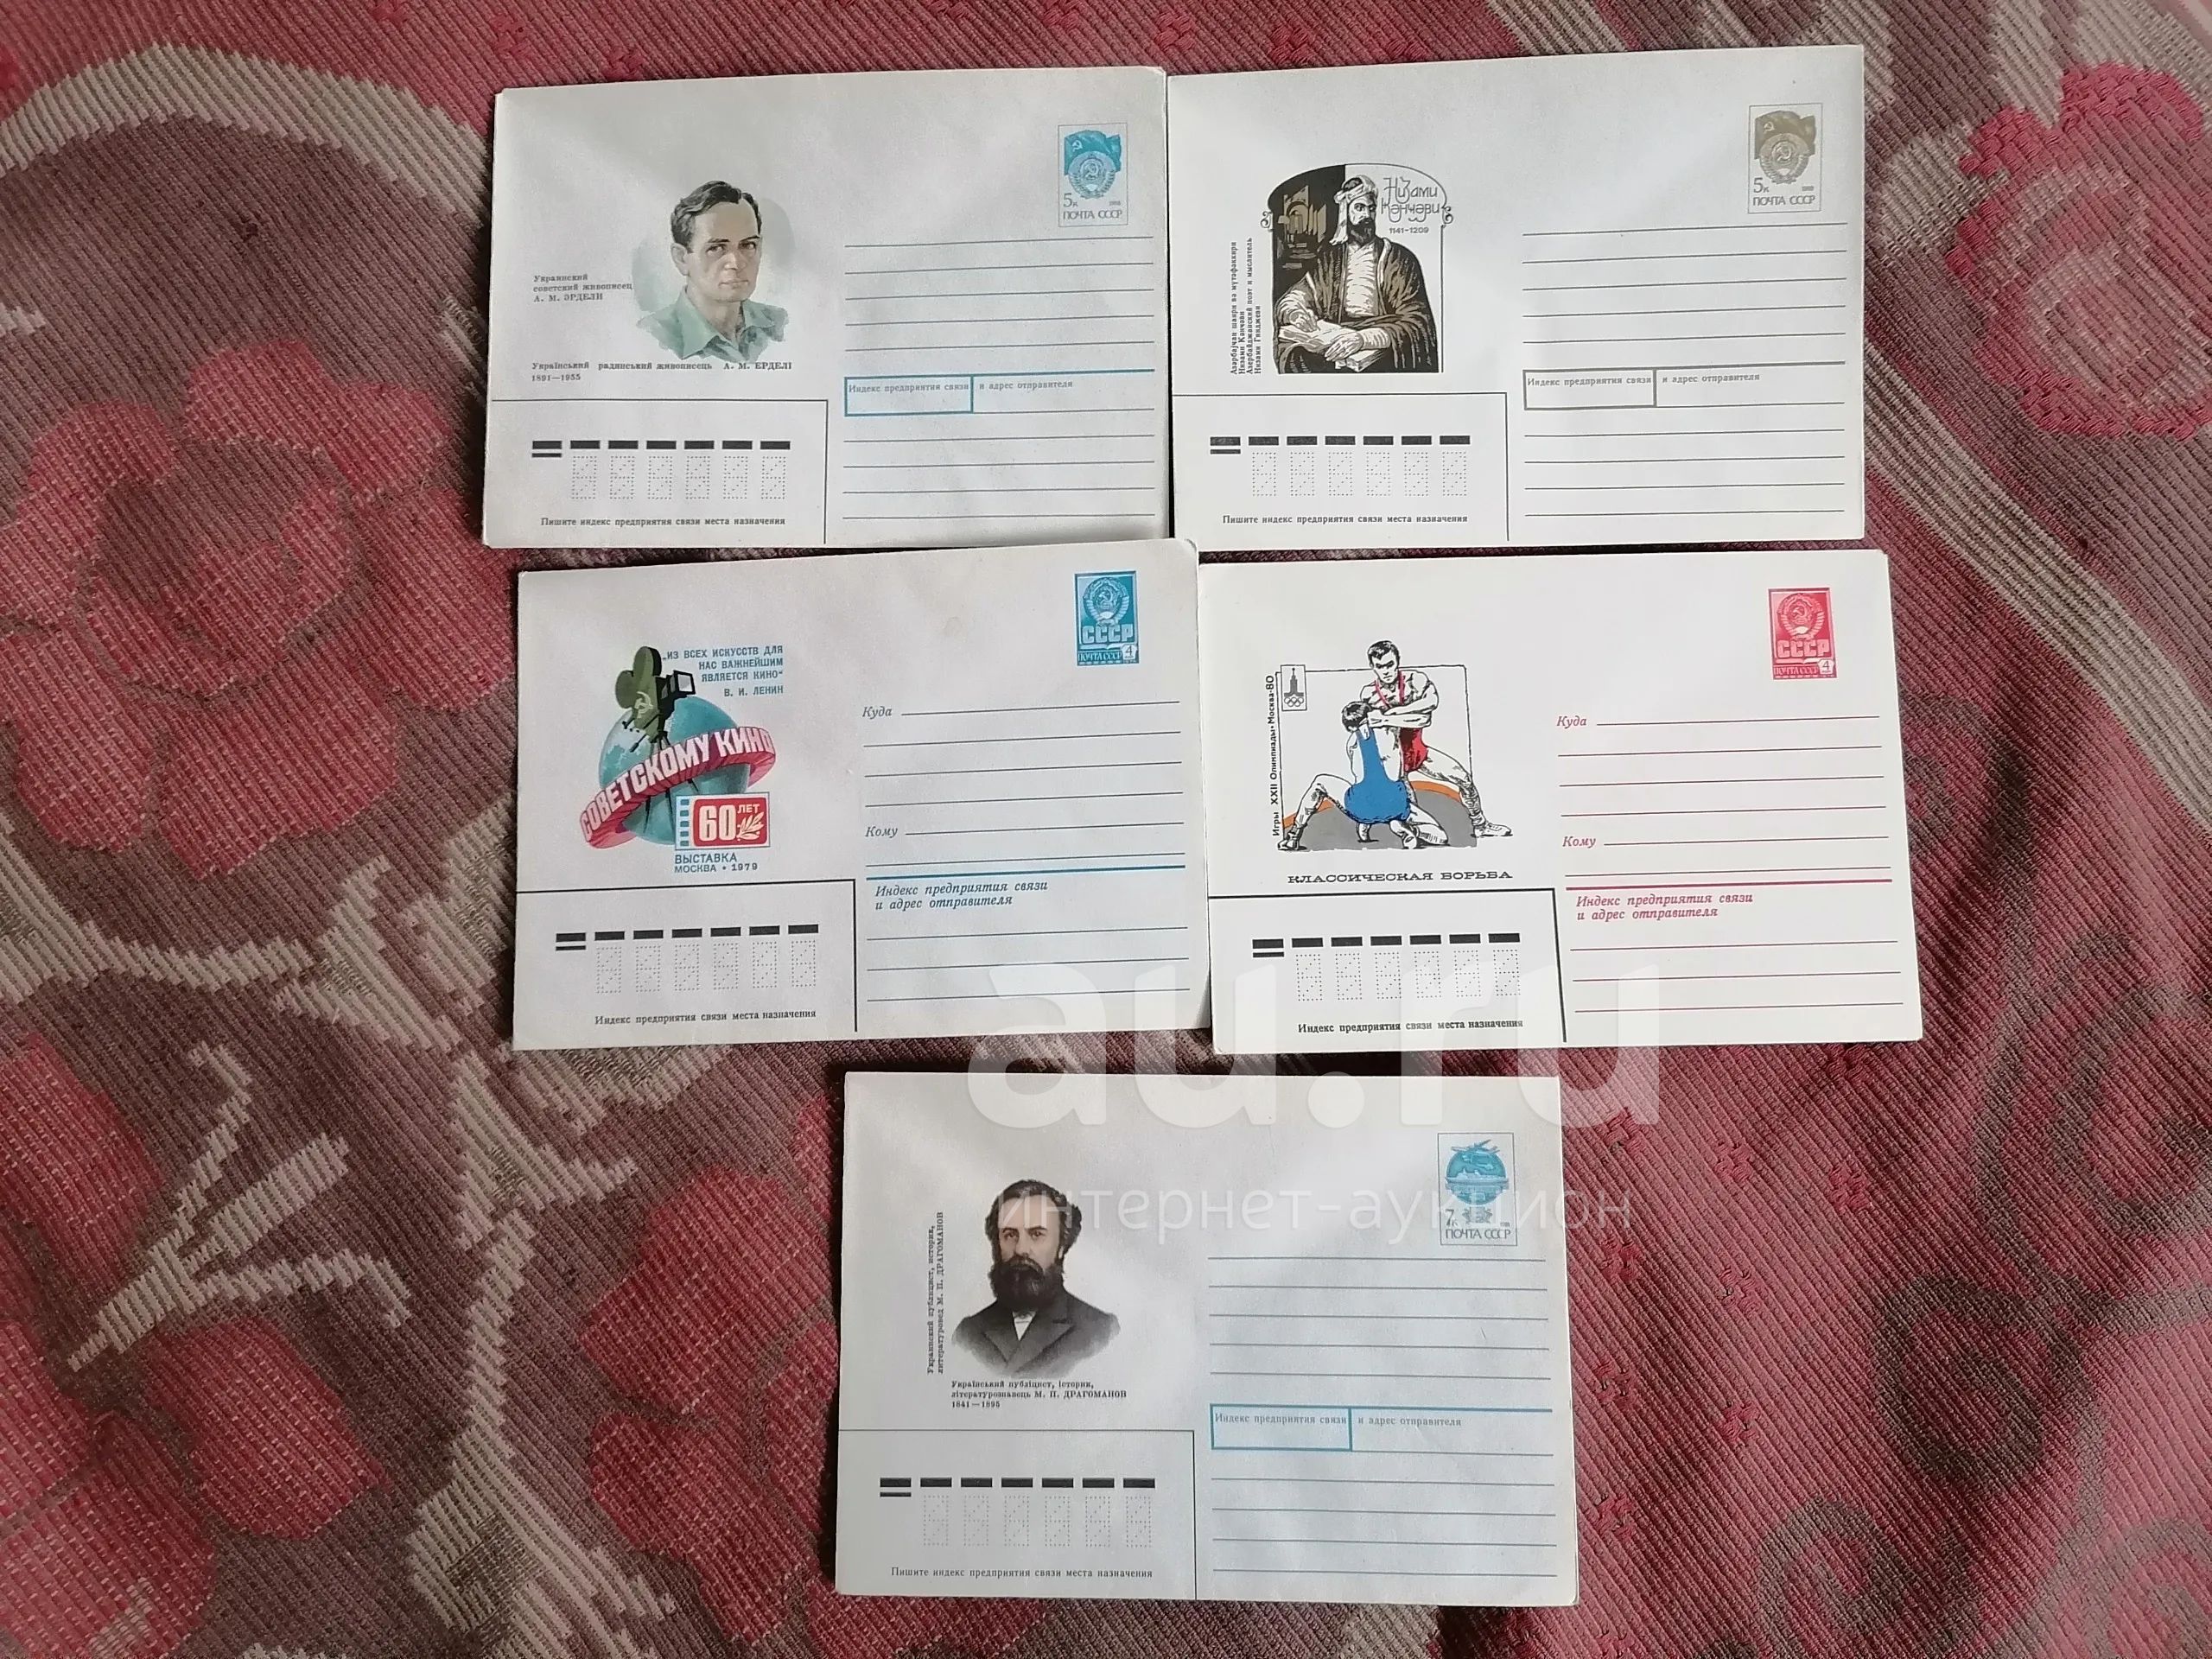 5к
ПОЧТА СССР
Украинский
советский живописец
А. М. ЭРДЕЛИ
Український радянський живописець А. М. ЕРДЕЛІ
1891—1955
Индекс предприятия связи и адрес отправителя
Пишите индекс предприятия связи места назначения
5к
ПОЧТА СССР
Низами
Кәнҹәви
1141-1209
Азербайджанский поэт и мыслитель
Низами Гянджеви
Индекс предприятия связи и адрес отправителя
Пишите индекс предприятия связи места назначения
СССР
ПОЧТА СССР 4
„ИЗ ВСЕХ ИСКУССТВ ДЛЯ
НАС ВАЖНЕЙШИМ
ЯВЛЯЕТСЯ КИНО“
В. И. ЛЕНИН
СОВЕТСКОМУ КИНО
60 ЛЕТ
ВЫСТАВКА
МОСКВА • 1979
Куда
Кому
Индекс предприятия связи
и адрес отправителя
Индекс предприятия связи места назначения
СССР
ПОЧТА СССР 4
Игры XXII Олимпиады•Москва-80
КЛАССИЧЕСКАЯ БОРЬБА
Куда
Кому
Индекс предприятия связи
и адрес отправителя
Индекс предприятия связи места назначения
au.ru
интернет-аукцион
7к
ПОЧТА СССР
Украинский публицист, историк,
литературовед М. П. ДРАГОМАНОВ
Український публіцист, історик,
літературознавець М. П. ДРАГОМАНОВ
1841—1895
Индекс предприятия связи и адрес отправителя
Пишите индекс предприятия связи места назначения